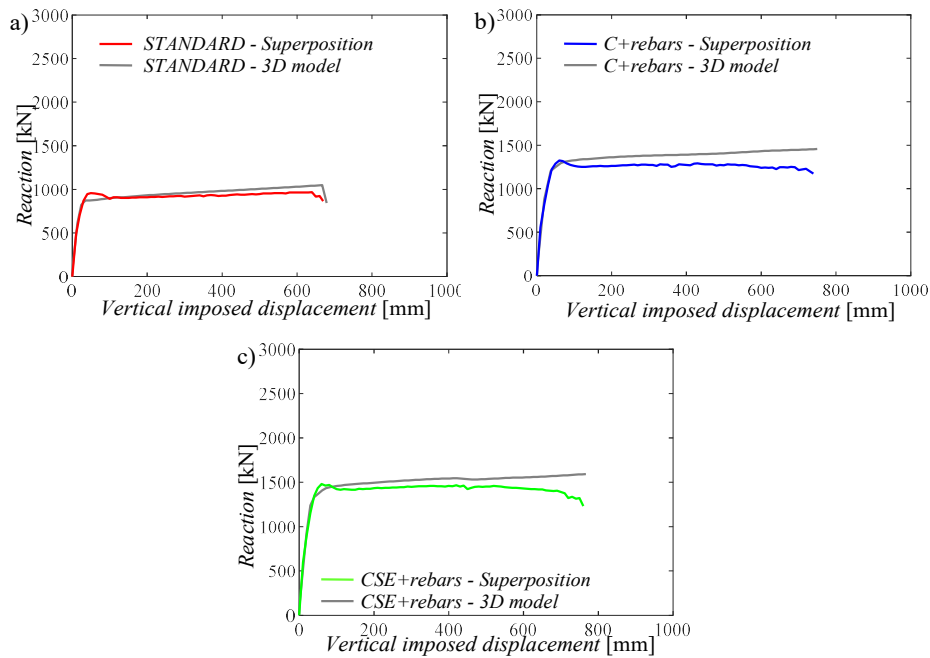 a)
3000
2500
2000
1500
1000
500
0
Reaction [kN]
STANDARD - Superposition
STANDARD - 3D model
0 200 400 600 800 1000
Vertical imposed displacement [mm]
b)
3000
2500
2000
1500
1000
500
0
Reaction [kN]
C+rebars - Superposition
C+rebars - 3D model
0 200 400 600 800 1000
Vertical imposed displacement [mm]
c)
3000
2500
2000
1500
1000
500
0
Reaction [kN]
CSE+rebars - Superposition
CSE+rebars - 3D model
0 200 400 600 800 1000
Vertical imposed displacement [mm]